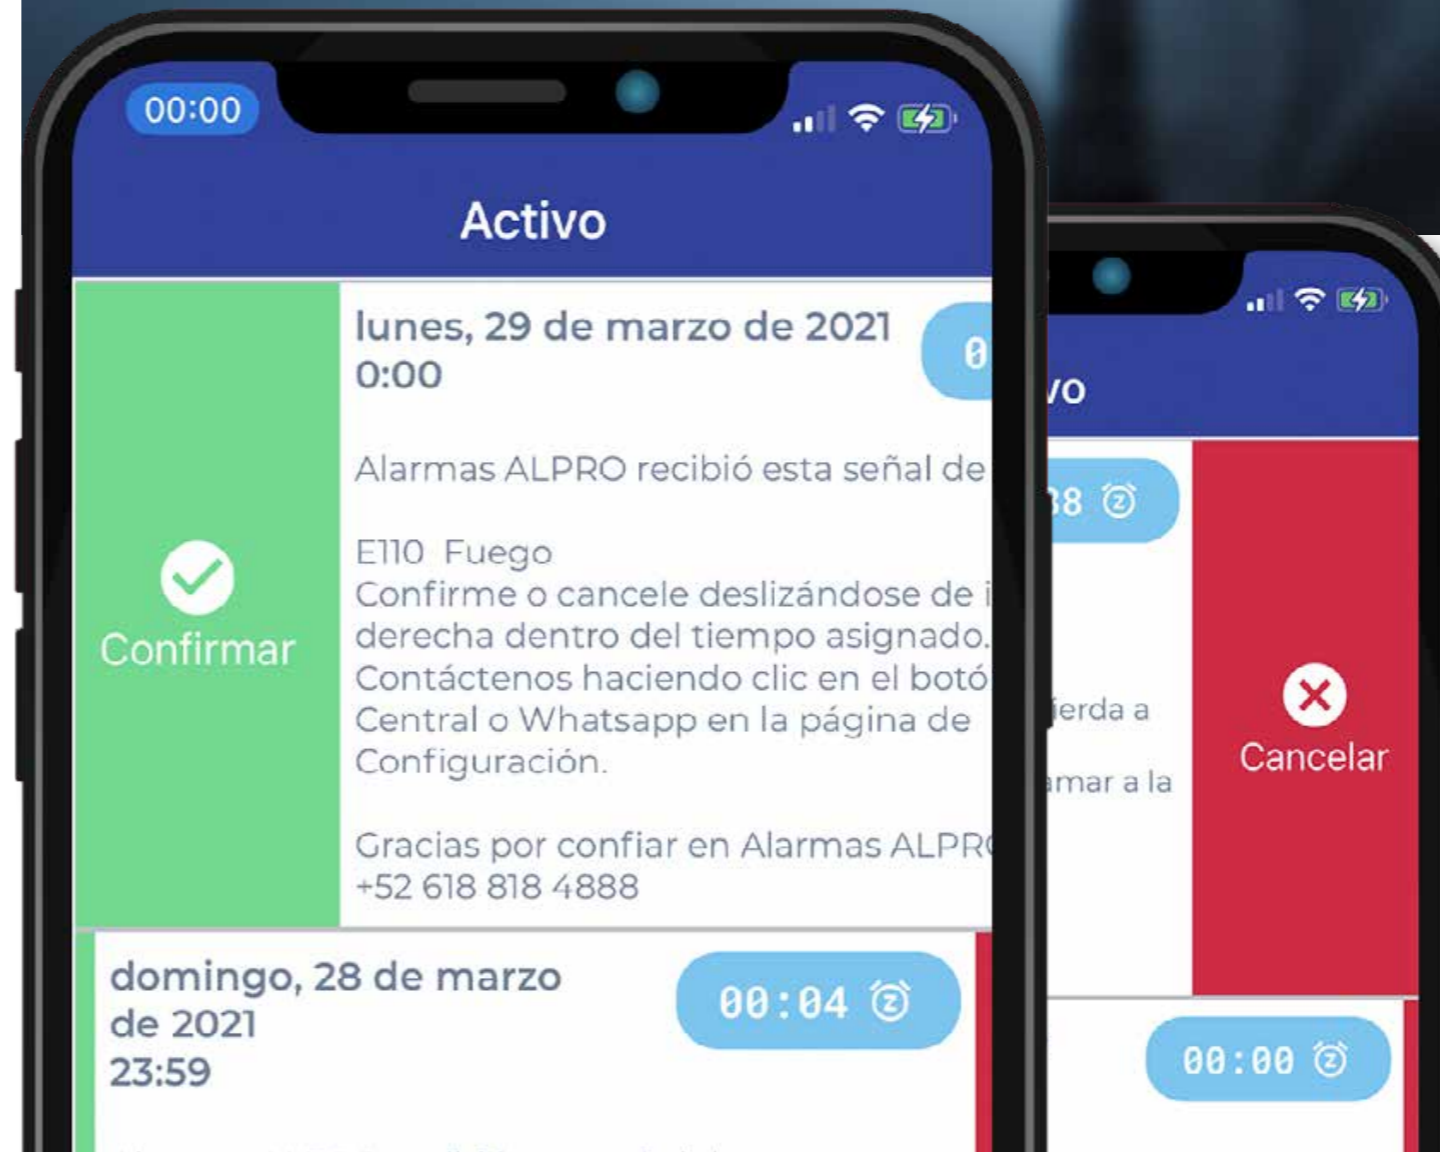 00:00
Activo
Confirmar
lunes, 29 de marzo de 2021
0:00
Alarmas ALPRO recibió esta señal de
E110 Fuego
Confirme o cancele deslizándose de i
derecha dentro del tiempo asignado.
Contáctenos haciendo clic en el botó
Central o Whatsapp en la página de
Configuración.
Gracias por confiar en Alarmas ALPRO
+52 618 818 4888
domingo, 28 de marzo
de 2021
23:59
00:04
vo
38
ierda a
amar a la
Cancelar
00:00